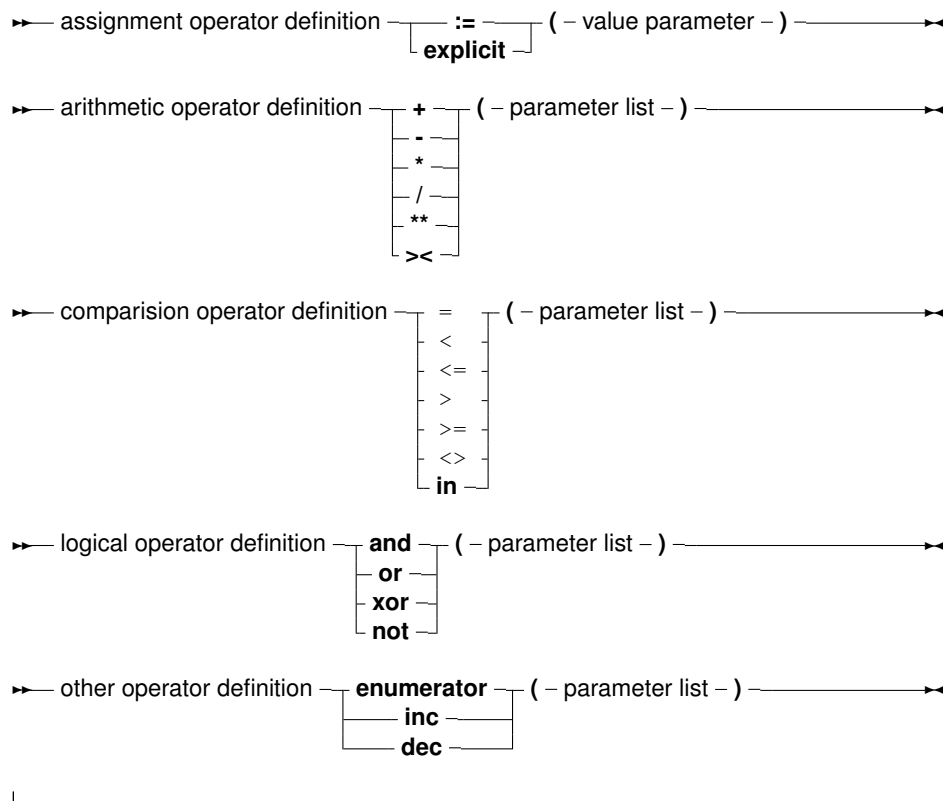 assignment operator definition := ( value parameter )
explicit
arithmetic operator definition + ( parameter list )
-
*
/
**
><
comparision operator definition = ( parameter list )
<
<=
>
>=
<>
in
logical operator definition and ( parameter list )
or
xor
not
other operator definition enumerator ( parameter list )
inc
dec